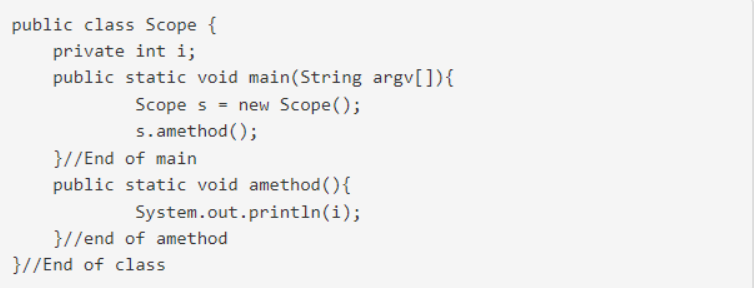 public class Scope {
    private int i;
    public static void main(String argv[]){
            Scope s = new Scope();
            s.amethod();
    }//End of main
    public static void amethod(){
            System.out.println(i);
    }//end of amethod
}//End of class